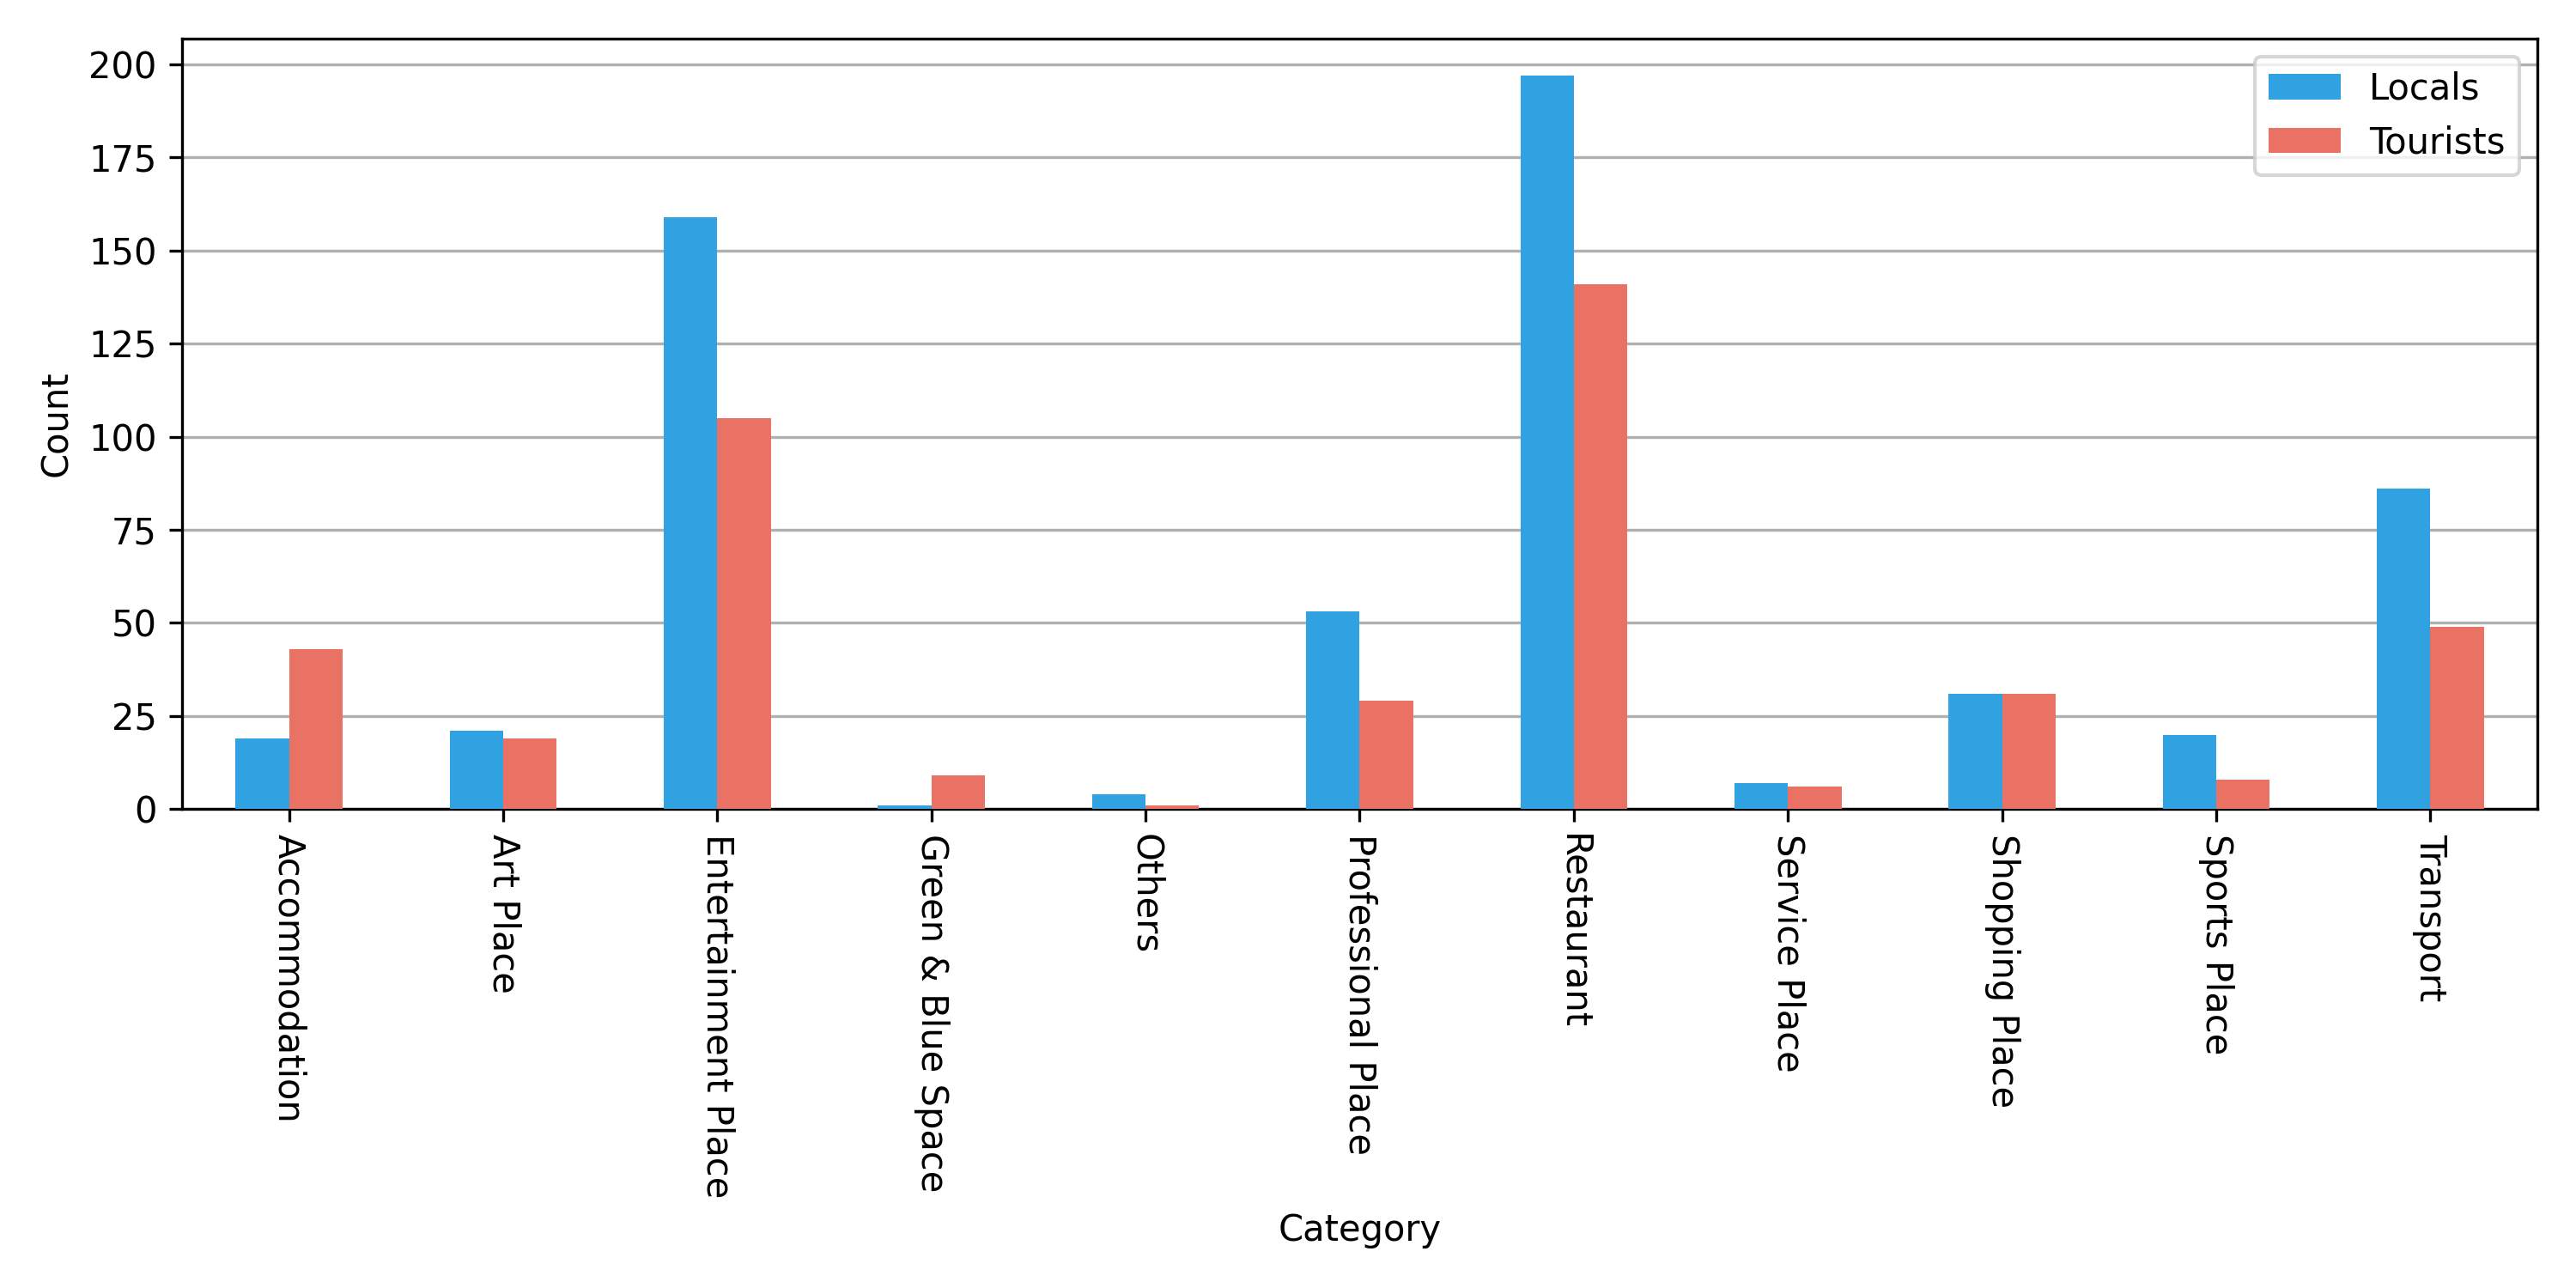 200
175
150
125
100
75
50
25
0
Count
Locals
Tourists
Accommodation
Art Place
Entertainment Place
Green & Blue Space
Others
Professional Place
Restaurant
Service Place
Shopping Place
Sports Place
Transport
Category